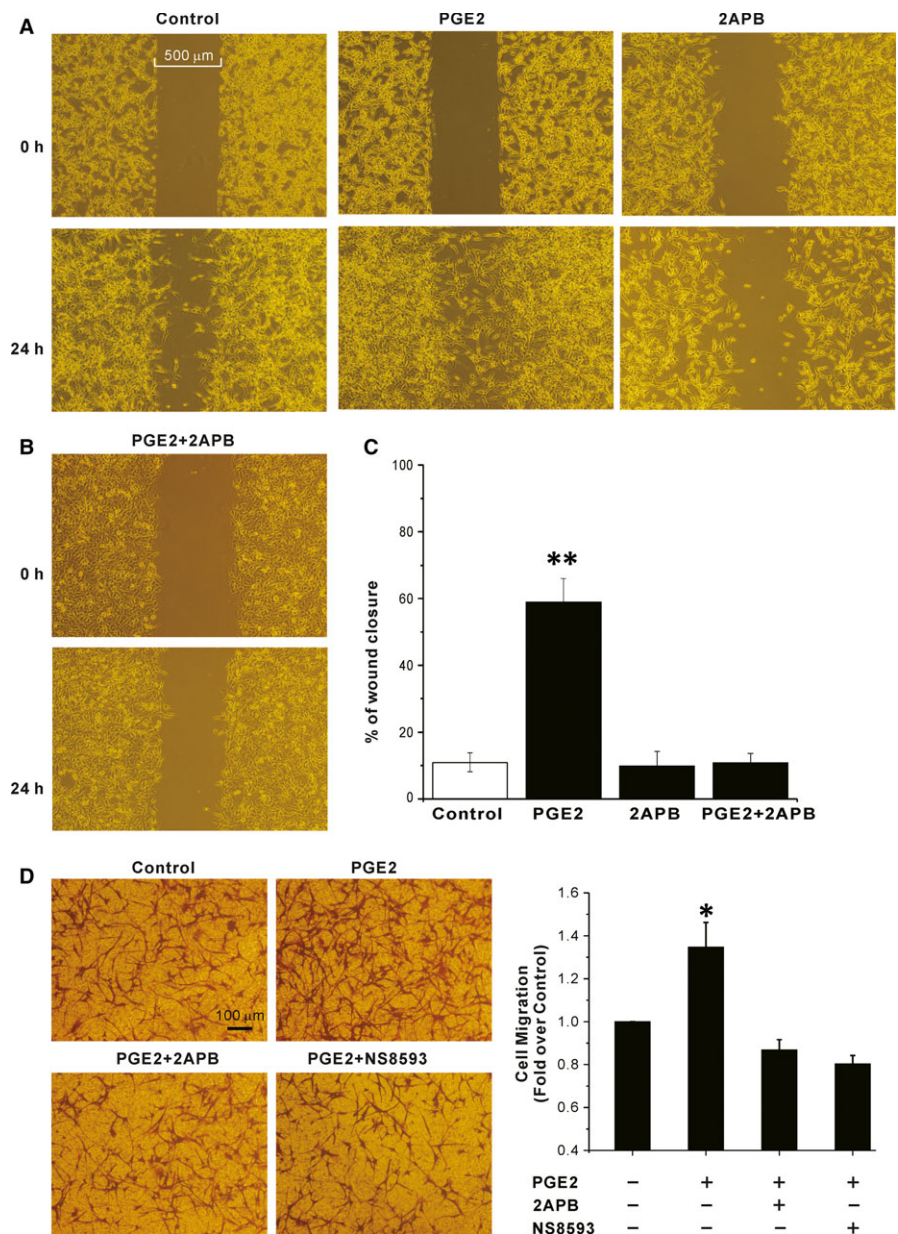 A
Control
PGE2
2APB
500 μm
0 h
24 h
B
PGE2+2APB
0 h
24 h
C
100
80
60
40
20
0
% of wound closure
**
Control
PGE2
2APB
PGE2+2APB
D
Control
PGE2
100 μm
PGE2+2APB
PGE2+NS8593
1.6
1.4
1.2
1.0
0.8
0.6
0.4
Cell Migration
(Fold over Control)
*
PGE2 – + + +
2APB – – + –
NS8593 – – – +